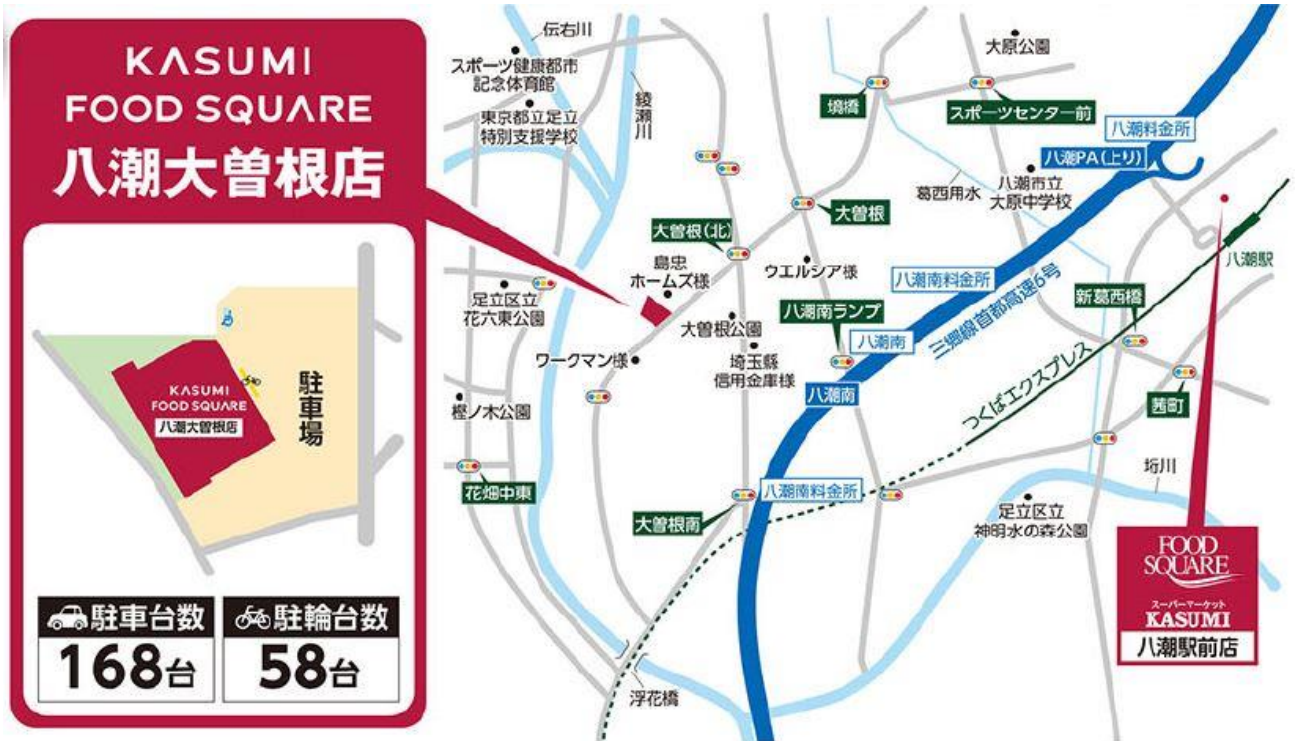 KASUMI
FOOD SQUARE
八潮大曽根店
KASUMI
FOOD SQUARE
八潮大曽根店
駐車場
駐車台数
168台
駐輪台数
58台
伝右川
スポーツ健康都市
記念体育館
東京都立足立
特別支援学校
綾瀬川
大原公園
境橋
スポーツセンター前
八潮料金所
八潮PA(上り)
葛西用水
八潮市立
大原中学校
大曽根
大曽根(北)
島忠
ホームズ様
ウエルシア様
八潮南料金所
三郷線首都高速6号
八潮駅
新葛西橋
足立区立
花六東公園
大曽根公園
八潮南ランプ
八潮南
ワークマン様
埼玉縣
信用金庫様
八潮南
つくばエクスプレス
茜町
樫ノ木公園
花畑中東
大曽根南
八潮南料金所
垳川
足立区立
神明水の森公園
浮花橋
FOOD
SQUARE
スーパーマーケット
KASUMI
八潮駅前店